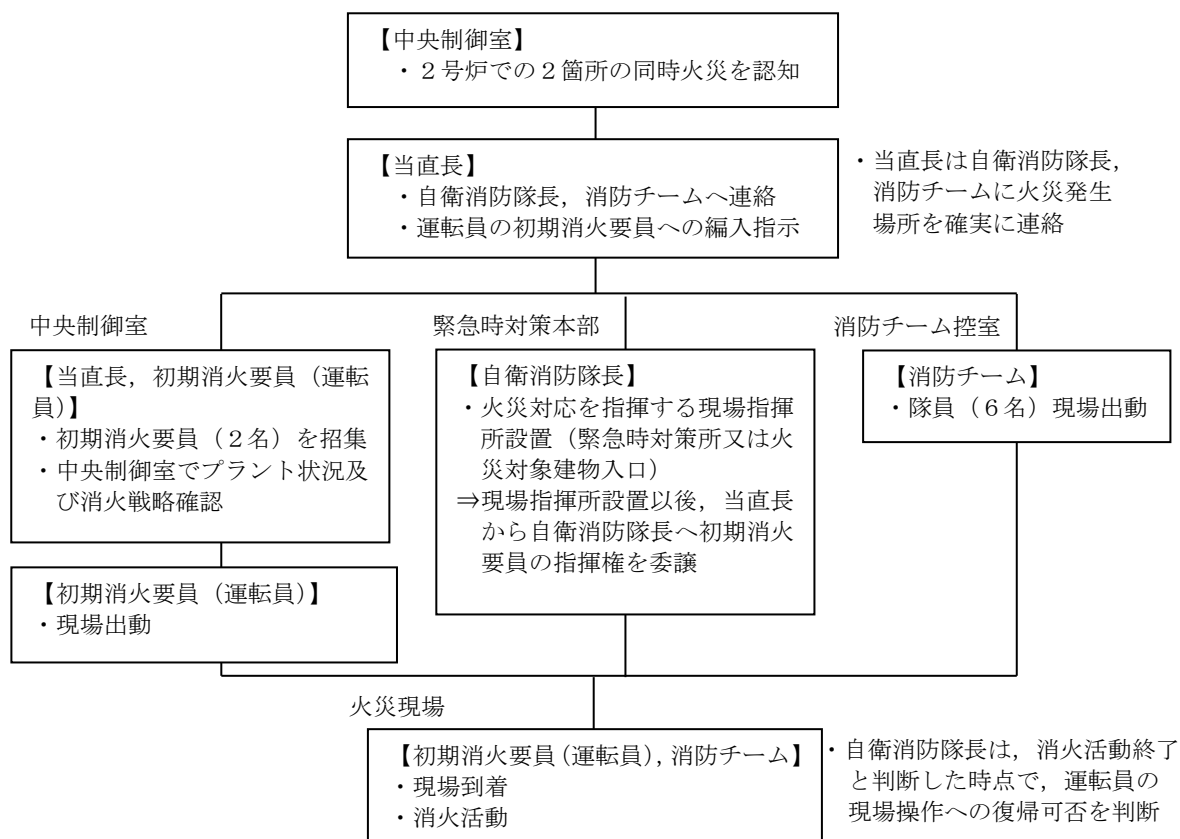 【中央制御室】
・２号炉での２箇所の同時火災を認知
【当直長】
・自衛消防隊長，消防チームへ連絡
・運転員の初期消火要員への編入指示
・当直長は自衛消防隊長，
消防チームに火災発生
場所を確実に連絡
中央制御室
【当直長，初期消火要員（運転
員）】
・初期消火要員（２名）を招集
・中央制御室でプラント状況及
び消火戦略確認
【初期消火要員（運転員）】
・現場出動
緊急時対策本部
【自衛消防隊長】
・火災対応を指揮する現場指揮
所設置（緊急時対策所又は火
災対象建物入口）
⇒現場指揮所設置以後，当直長
から自衛消防隊長へ初期消火
要員の指揮権を委譲
消防チーム控室
【消防チーム】
・隊員（６名）現場出動
火災現場
【初期消火要員（運転員），消防チーム】
・現場到着
・消火活動
・自衛消防隊長は，消火活動終了
と判断した時点で，運転員の
現場操作への復帰可否を判断